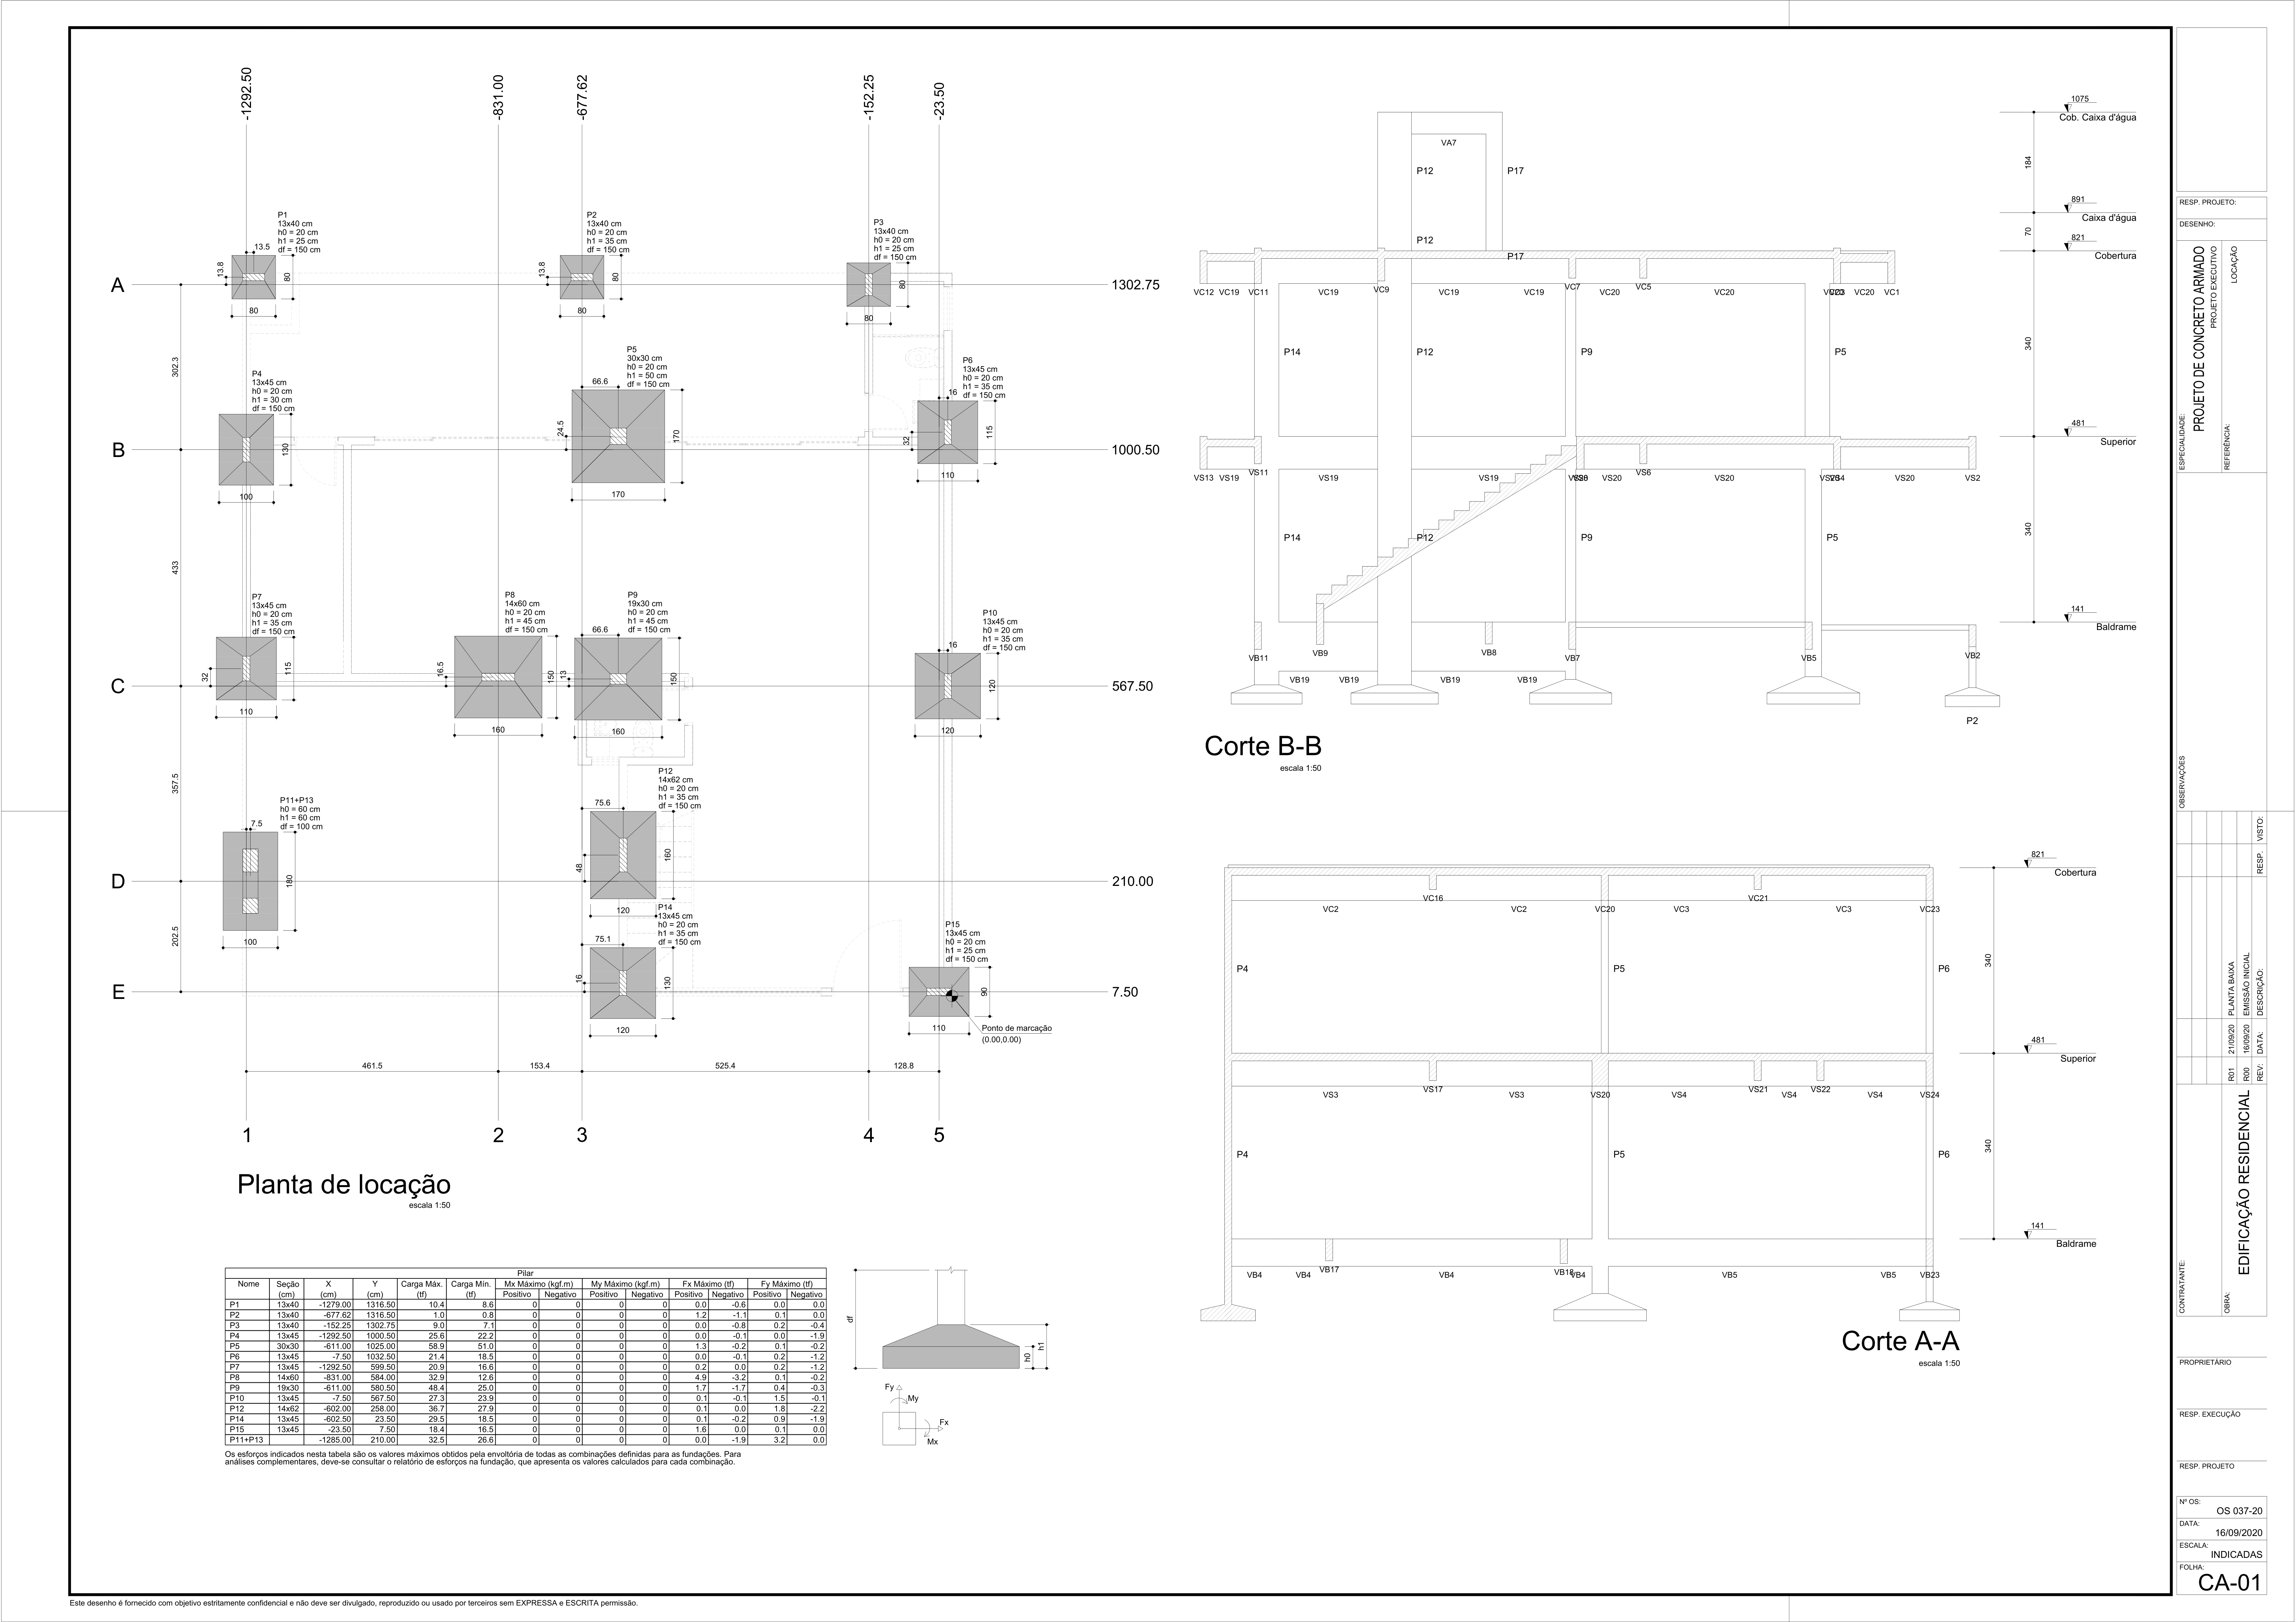 -1292.50
-831.00
-677.62
-152.25
-23.50
A
1302.75
B
1000.50
C
567.50
D
210.00
E
7.50
P1
13x40 cm
h0 = 20 cm
h1 = 25 cm
df = 150 cm
13.5
13.8
80
80
P2
13x40 cm
h0 = 20 cm
h1 = 35 cm
df = 150 cm
13.8
80
80
P3
13x40 cm
h0 = 20 cm
h1 = 25 cm
df = 150 cm
80
80
302.3
P4
13x45 cm
h0 = 20 cm
h1 = 30 cm
df = 150 cm
130
100
P5
30x30 cm
h0 = 20 cm
h1 = 50 cm
df = 150 cm
66.6
24.5
170
170
P6
13x45 cm
h0 = 20 cm
h1 = 35 cm
df = 150 cm
16
32
115
110
433
P7
13x45 cm
h0 = 20 cm
h1 = 35 cm
df = 150 cm
32
115
110
P8
14x60 cm
h0 = 20 cm
h1 = 45 cm
df = 150 cm
16.5
150
160
P9
19x30 cm
h0 = 20 cm
h1 = 45 cm
df = 150 cm
66.6
13
150
160
P10
13x45 cm
h0 = 20 cm
h1 = 35 cm
df = 150 cm
16
120
120
357.5
P11+P13
h0 = 60 cm
h1 = 60 cm
df = 100 cm
7.5
180
100
P12
14x62 cm
h0 = 20 cm
h1 = 35 cm
df = 150 cm
75.6
48
160
120
202.5
P14
13x45 cm
h0 = 20 cm
h1 = 35 cm
df = 150 cm
75.1
16
130
120
P15
13x45 cm
h0 = 20 cm
h1 = 25 cm
df = 150 cm
90
110
Ponto de marcação
(0.00,0.00)
461.5 153.4 525.4 128.8
1 2 3 4 5
Planta de locação
escala 1:50
Pilar
Nome Seção X Y Carga Máx. Carga Mín. Mx Máximo (kgf.m) My Máximo (kgf.m) Fx Máximo (tf) Fy Máximo (tf)
(cm) (cm) (cm) (tf) (tf) Positivo Negativo Positivo Negativo Positivo Negativo Positivo Negativo
P1 13x40 -1279.00 1316.50 10.4 8.6 0 0 0 0 0.0 -0.6 0.0 0.0
P2 13x40 -677.62 1316.50 1.0 0.8 0 0 0 0 1.2 -1.1 0.1 0.0
P3 13x40 -152.25 1302.75 9.0 7.1 0 0 0 0 0.0 -0.8 0.2 -0.4
P4 13x45 -1292.50 1000.50 25.6 22.2 0 0 0 0 0.0 -0.1 0.0 -1.9
P5 30x30 -611.00 1025.00 58.9 51.0 0 0 0 0 1.3 -0.2 0.1 -0.2
P6 13x45 -7.50 1032.50 21.4 18.5 0 0 0 0 0.0 -0.1 0.2 -1.2
P7 13x45 -1292.50 599.50 20.9 16.6 0 0 0 0 0.2 0.0 0.2 -1.2
P8 14x60 -831.00 584.00 32.9 12.6 0 0 0 0 4.9 -3.2 0.1 -0.2
P9 19x30 -611.00 580.50 48.4 25.0 0 0 0 0 1.7 -1.7 0.4 -0.3
P10 13x45 -7.50 567.50 27.3 23.9 0 0 0 0 0.1 -0.1 1.5 -0.1
P12 14x62 -602.00 258.00 36.7 27.9 0 0 0 0 0.1 0.0 1.8 -2.2
P14 13x45 -602.50 23.50 29.5 18.5 0 0 0 0 0.1 -0.2 0.9 -1.9
P15 13x45 -23.50 7.50 18.4 16.5 0 0 0 0 1.6 0.0 0.1 0.0
P11+P13 -1285.00 210.00 32.5 26.6 0 0 0 0 0.0 -1.9 3.2 0.0
Os esforços indicados nesta tabela são os valores máximos obtidos pela envoltória de todas as combinações definidas para as fundações. Para
análises complementares, deve-se consultar o relatório de esforços na fundação, que apresenta os valores calculados para cada combinação.
df
h0
h1
Fy
My
Fx
Mx
1075
Cob. Caixa d'água
184
891
Caixa d'água
70
821
Cobertura
340
481
Superior
340
141
Baldrame
VA7
P12 P17
P12
P17
VC12 VC19 VC11 VC19 VC9 VC19 VC19 VC7 VC20 VC5 VC20 VC23 VC20 VC1
P14 P12 P9 P5
VS13 VS19 VS11 VS19 VS19 VS20 VS6 VS20 VS4 VS20 VS2
P14 P12 P9 P5
VB11 VB9 VB8 VB7 VB5 VB2
VB19 VB19 VB19 VB19
P2
Corte B-B
escala 1:50
821
Cobertura
340
481
Superior
340
141
Baldrame
VC2 VC16 VC2 VC20 VC3 VC21 VC3 VC23
P4 P5 P6
VS3 VS17 VS3 VS20 VS4 VS21 VS4 VS22 VS4 VS24
P4 P5 P6
VB4 VB4 VB17 VB4 VB18 VB4 VB5 VB5 VB23
Corte A-A
escala 1:50
RESP. PROJETO:
DESENHO:
ESPECIALIDADE:
PROJETO DE CONCRETO ARMADO
PROJETO EXECUTIVO
REFERÊNCIA:
LOCAÇÃO
OBSERVAÇÕES
R01 21/09/20 PLANTA BAIXA
R00 16/09/20 EMISSÃO INICIAL
REV: DATA: DESCRIÇÃO: RESP. VISTO:
CONTRATANTE:
OBRA:
EDIFICAÇÃO RESIDENCIAL
PROPRIETÁRIO
RESP. EXECUÇÃO
RESP. PROJETO
Nº OS:
OS 037-20
DATA:
16/09/2020
ESCALA:
INDICADAS
FOLHA:
CA-01
Este desenho é fornecido com objetivo estritamente confidencial e não deve ser divulgado, reproduzido ou usado por terceiros sem EXPRESSA e ESCRITA permissão.